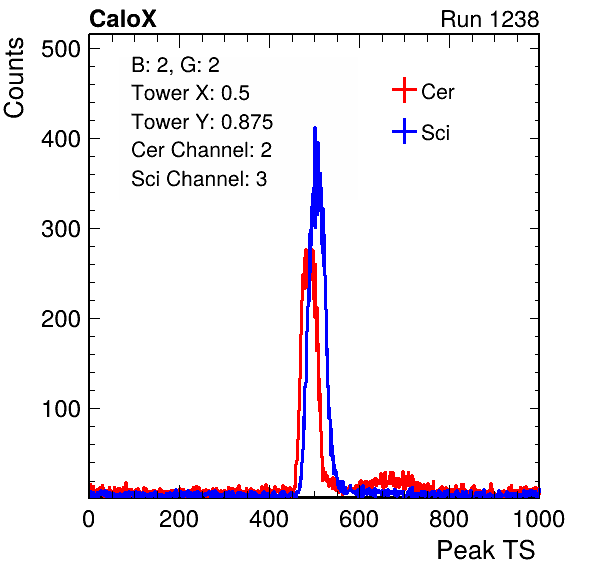 CaloX Run 1238
Counts
500
400
300
200
100
B: 2, G: 2
Tower X: 0.5
Tower Y: 0.875
Cer Channel: 2
Sci Channel: 3
Cer
Sci
0 200 400 600 800 1000
Peak TS